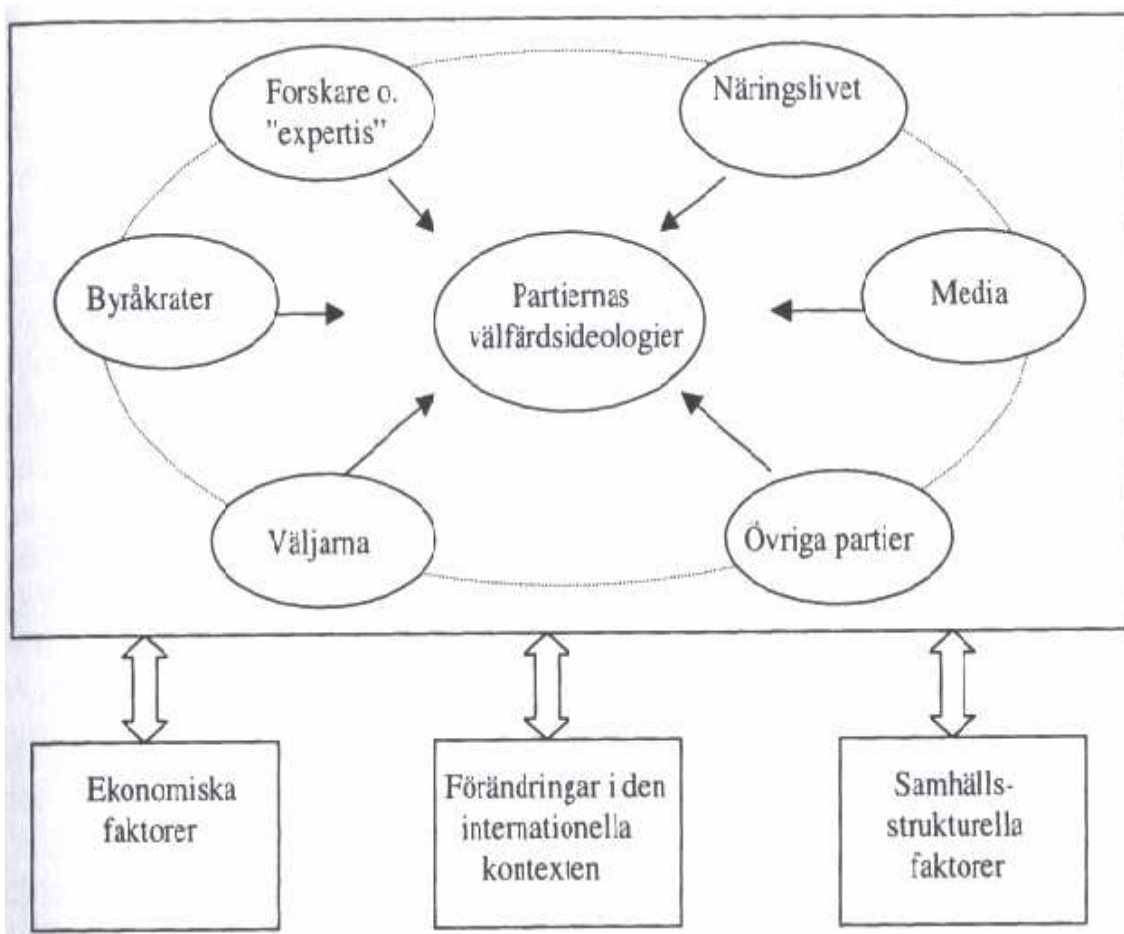 Forskare o.
"expertis"
Näringslivet
Byråkrater
Partiernas
välfärdsideologier
Media
Väljarna
Övriga partier
Ekonomiska
faktorer
Förändringar i den
internationella
kontexten
Samhälls-
strukturella
faktorer